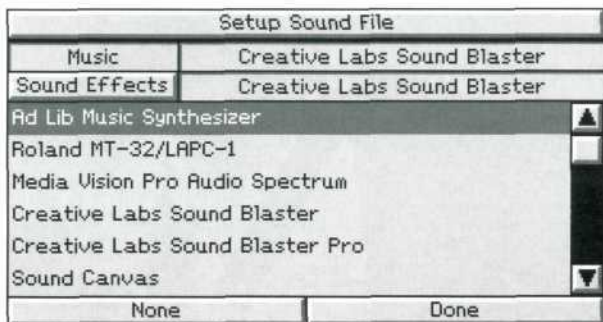 Setup Sound File
Music Creative Labs Sound Blaster
Sound Effects Creative Labs Sound Blaster
Ad Lib Music Synthesizer
Roland MT-32/LAPC-1
Media Vision Pro Audio Spectrum
Creative Labs Sound Blaster
Creative Labs Sound Blaster Pro
Sound Canvas
None Done